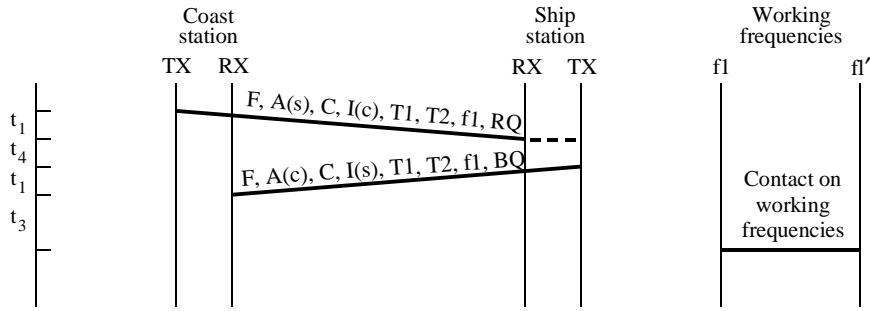 Coast
station
Ship
station
Working
frequencies
TX RX RX TX f1 f1′
F, A(s), C, I(c), T1, T2, f1, RQ
t1
t4
F, A(c), C, I(s), T1, T2, f1, BQ
t1
t3
Contact on
working
frequencies